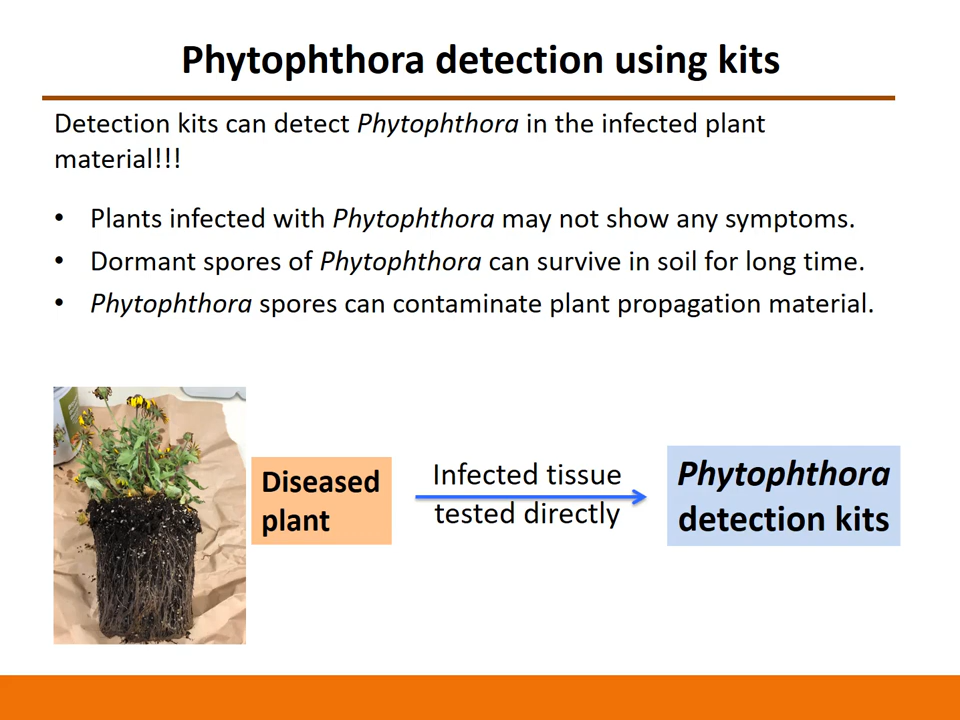 Phytophthora detection using kits
Detection kits can detect Phytophthora in the infected plant
material!!!
• Plants infected with Phytophthora may not show any symptoms.
• Dormant spores of Phytophthora can survive in soil for long time.
• Phytophthora spores can contaminate plant propagation material.
Diseased
plant
Infected tissue
tested directly
Phytophthora
detection kits